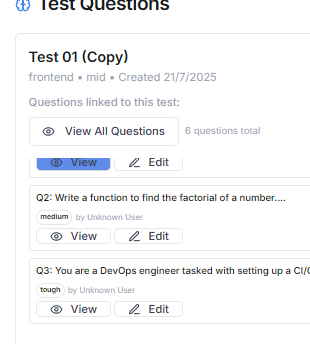 Test Questions
Test 01 (Copy)
frontend • mid • Created 21/7/2025
Questions linked to this test:
View All Questions 6 questions total
View Edit
Q2: Write a function to find the factorial of a number....
medium by Unknown User
View Edit
Q3: You are a DevOps engineer tasked with setting up a CI/
tough by Unknown User
View Edit